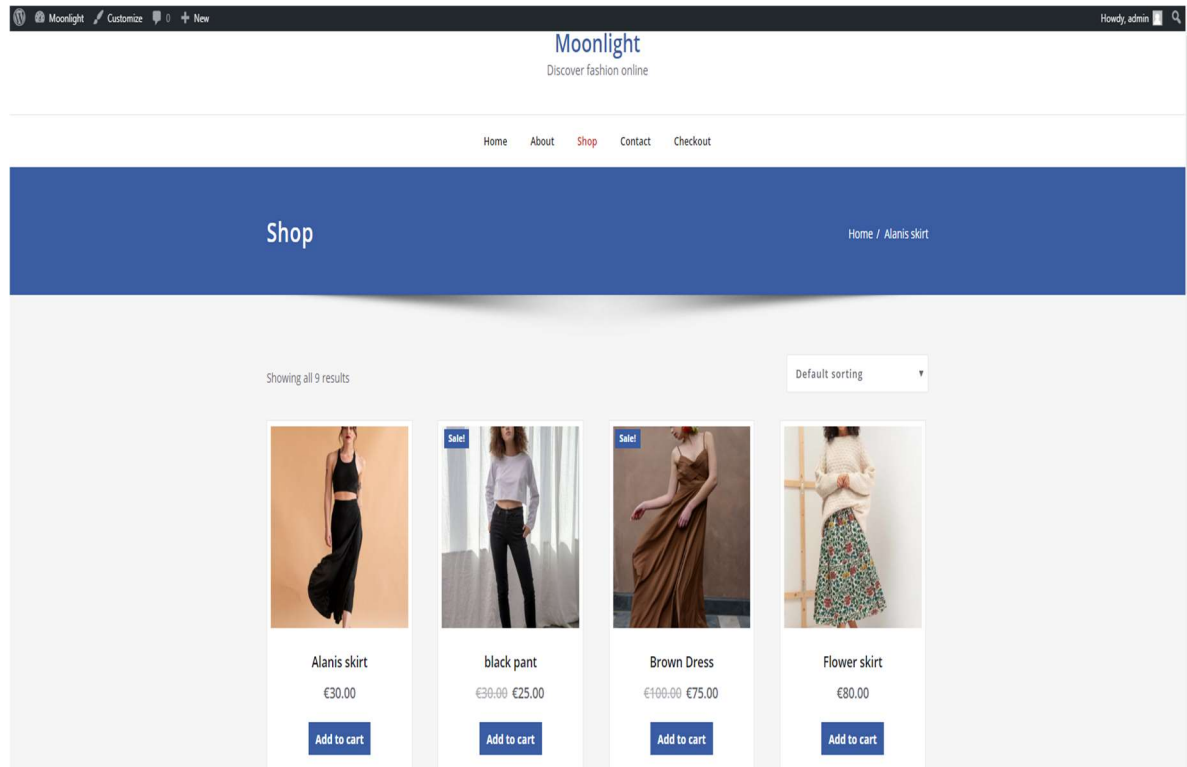 Moonlight Customize 0 New Howdy, admin
Moonlight
Discover fashion online
Home About Shop Contact Checkout
Shop Home / Alanis skirt
Showing all 9 results Default sorting
Sale! Sale!
Alanis skirt black pant Brown Dress Flower skirt
€30.00 €30.00 €25.00 €100.00 €75.00 €80.00
Add to cart Add to cart Add to cart Add to cart